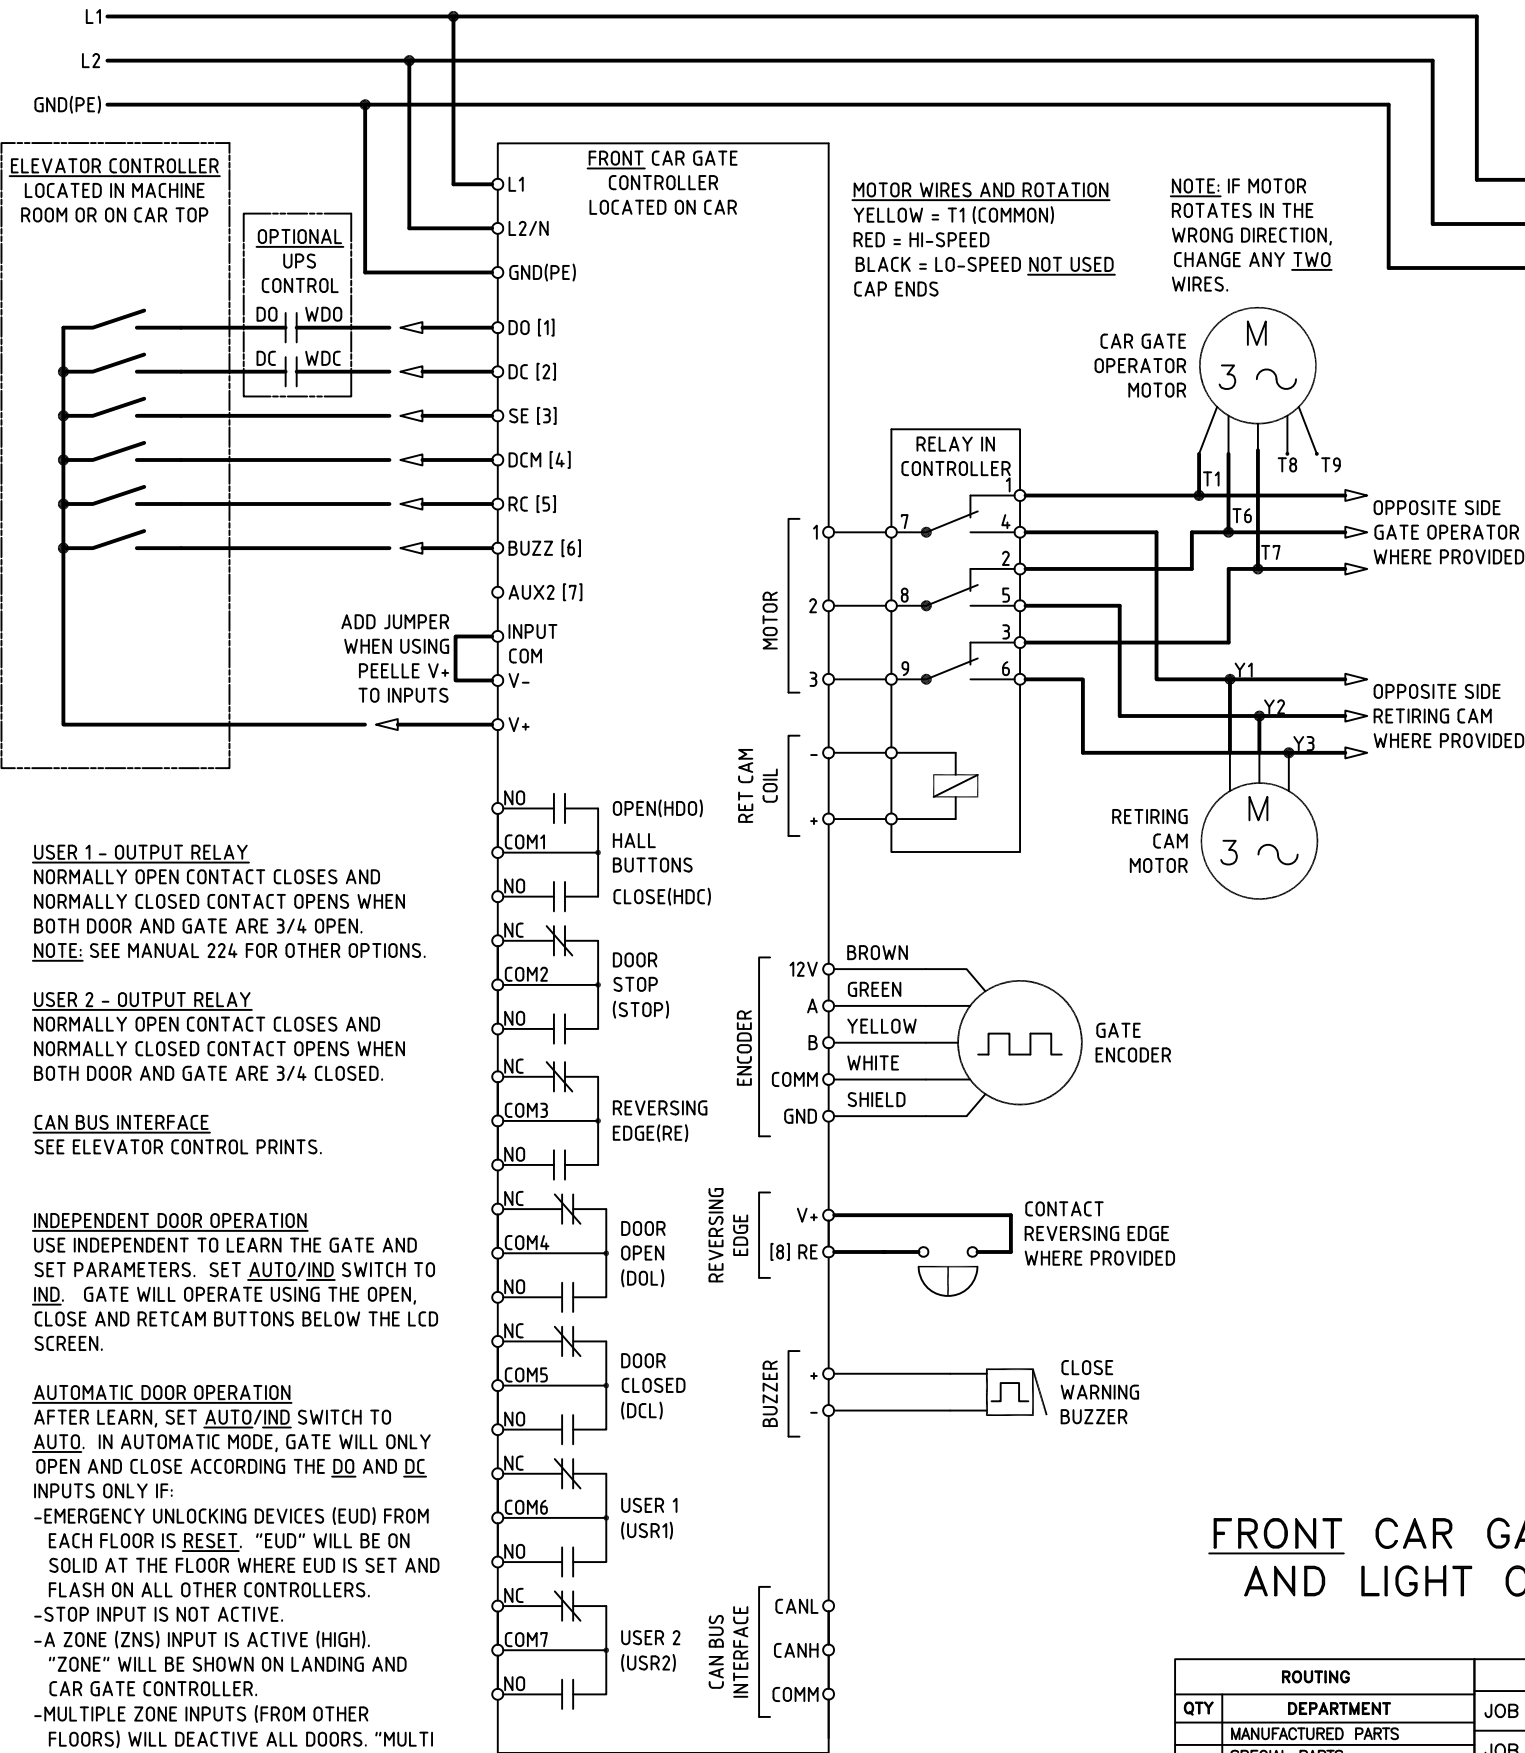 L1
L2
GND(PE)
ELEVATOR CONTROLLER
LOCATED IN MACHINE
ROOM OR ON CAR TOP
OPTIONAL
UPS
CONTROL
DO WDO
DC WDC
FRONT CAR GATE
CONTROLLER
LOCATED ON CAR
L1
L2/N
GND(PE)
DO [1]
DC [2]
SE [3]
DCM [4]
RC [5]
BUZZ [6]
AUX2 [7]
INPUT
COM
V-
V+
ADD JUMPER
WHEN USING
PEELLE V+
TO INPUTS
MOTOR WIRES AND ROTATION
YELLOW = T1 (COMMON)
RED = HI-SPEED
BLACK = LO-SPEED NOT USED
CAP ENDS
NOTE: IF MOTOR
ROTATES IN THE
WRONG DIRECTION,
CHANGE ANY TWO
WIRES.
CAR GATE
OPERATOR
MOTOR
M
3
T1
T6
T7
T8 T9
RELAY IN
CONTROLLER
1
7 4
2
8 5
3
9 6
MOTOR
1
2
3
RET CAM
COIL
-
+
OPPOSITE SIDE
GATE OPERATOR
WHERE PROVIDED
Y1
Y2
Y3
OPPOSITE SIDE
RETIRING CAM
WHERE PROVIDED
RETIRING
CAM
MOTOR
M
3
NO
COM1
NO
OPEN(HDO)
HALL
BUTTONS
CLOSE(HDC)
NC
COM2
NO
DOOR
STOP
(STOP)
NC
COM3
NO
REVERSING
EDGE(RE)
NC
COM4
NO
DOOR
OPEN
(DOL)
NC
COM5
NO
DOOR
CLOSED
(DCL)
NC
COM6
NO
USER 1
(USR1)
NC
COM7
NO
USER 2
(USR2)
ENCODER
12V BROWN
A GREEN
B YELLOW
COMM WHITE
GND SHIELD
GATE
ENCODER
REVERSING
EDGE
V+
[8] RE
CONTACT
REVERSING EDGE
WHERE PROVIDED
BUZZER
+
-
CLOSE
WARNING
BUZZER
CAN BUS
INTERFACE
CANL
CANH
COMM
USER 1 - OUTPUT RELAY
NORMALLY OPEN CONTACT CLOSES AND
NORMALLY CLOSED CONTACT OPENS WHEN
BOTH DOOR AND GATE ARE 3/4 OPEN.
NOTE: SEE MANUAL 224 FOR OTHER OPTIONS.
USER 2 - OUTPUT RELAY
NORMALLY OPEN CONTACT CLOSES AND
NORMALLY CLOSED CONTACT OPENS WHEN
BOTH DOOR AND GATE ARE 3/4 CLOSED.
CAN BUS INTERFACE
SEE ELEVATOR CONTROL PRINTS.
INDEPENDENT DOOR OPERATION
USE INDEPENDENT TO LEARN THE GATE AND
SET PARAMETERS. SET AUTO/IND SWITCH TO
IND. GATE WILL OPERATE USING THE OPEN,
CLOSE AND RETCAM BUTTONS BELOW THE LCD
SCREEN.
AUTOMATIC DOOR OPERATION
AFTER LEARN, SET AUTO/IND SWITCH TO
AUTO. IN AUTOMATIC MODE, GATE WILL ONLY
OPEN AND CLOSE ACCORDING THE DO AND DC
INPUTS ONLY IF:
-EMERGENCY UNLOCKING DEVICES (EUD) FROM
EACH FLOOR IS RESET. "EUD" WILL BE ON
SOLID AT THE FLOOR WHERE EUD IS SET AND
FLASH ON ALL OTHER CONTROLLERS.
-STOP INPUT IS NOT ACTIVE.
-A ZONE (ZNS) INPUT IS ACTIVE (HIGH).
"ZONE" WILL BE SHOWN ON LANDING AND
CAR GATE CONTROLLER.
-MULTIPLE ZONE INPUTS (FROM OTHER
FLOORS) WILL DEACTIVE ALL DOORS. "MULTI
FRONT CAR GA
AND LIGHT
ROUTING
QTY DEPARTMENT JOB
MANUFACTURED PARTS
SPECIAL PARTS JOB